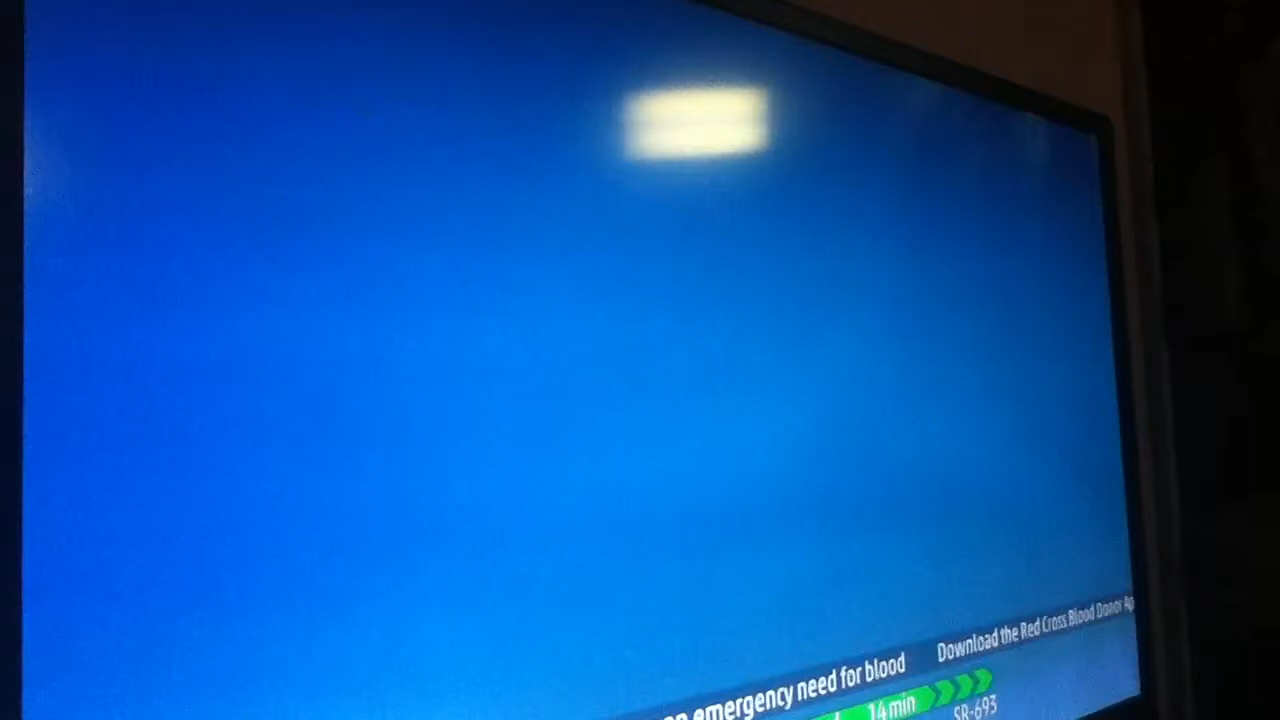 emergency need for blood Download the Red Cross Blood Donor
14 min
SR-693